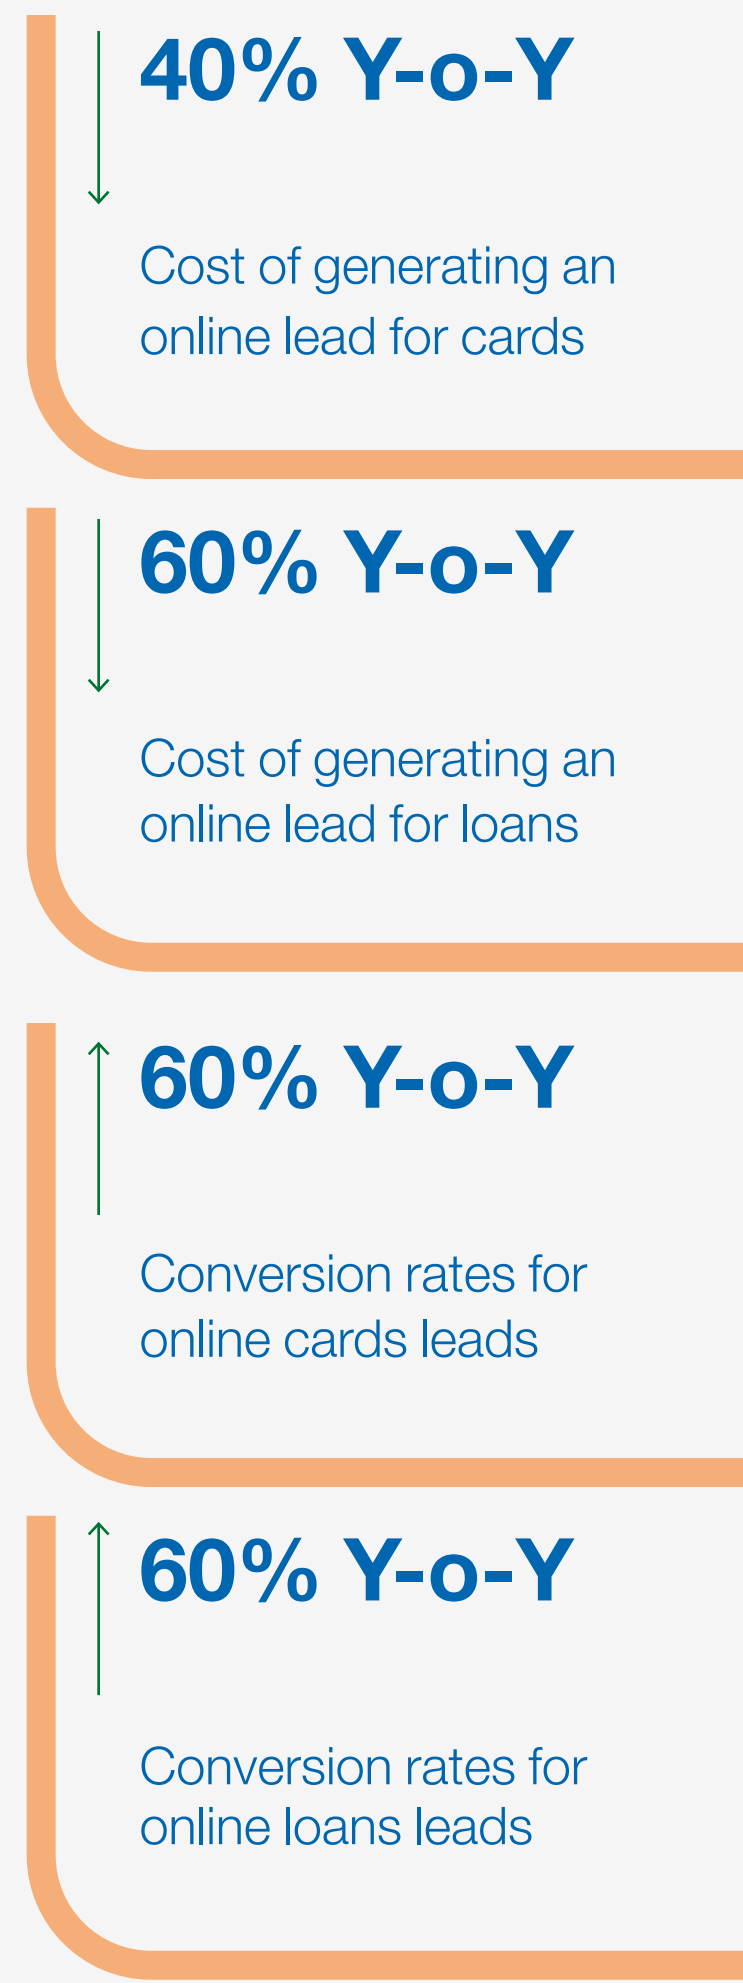 40% Y-o-Y
Cost of generating an
online lead for cards
60% Y-o-Y
Cost of generating an
online lead for loans
60% Y-o-Y
Conversion rates for
online cards leads
60% Y-o-Y
Conversion rates for
online loans leads